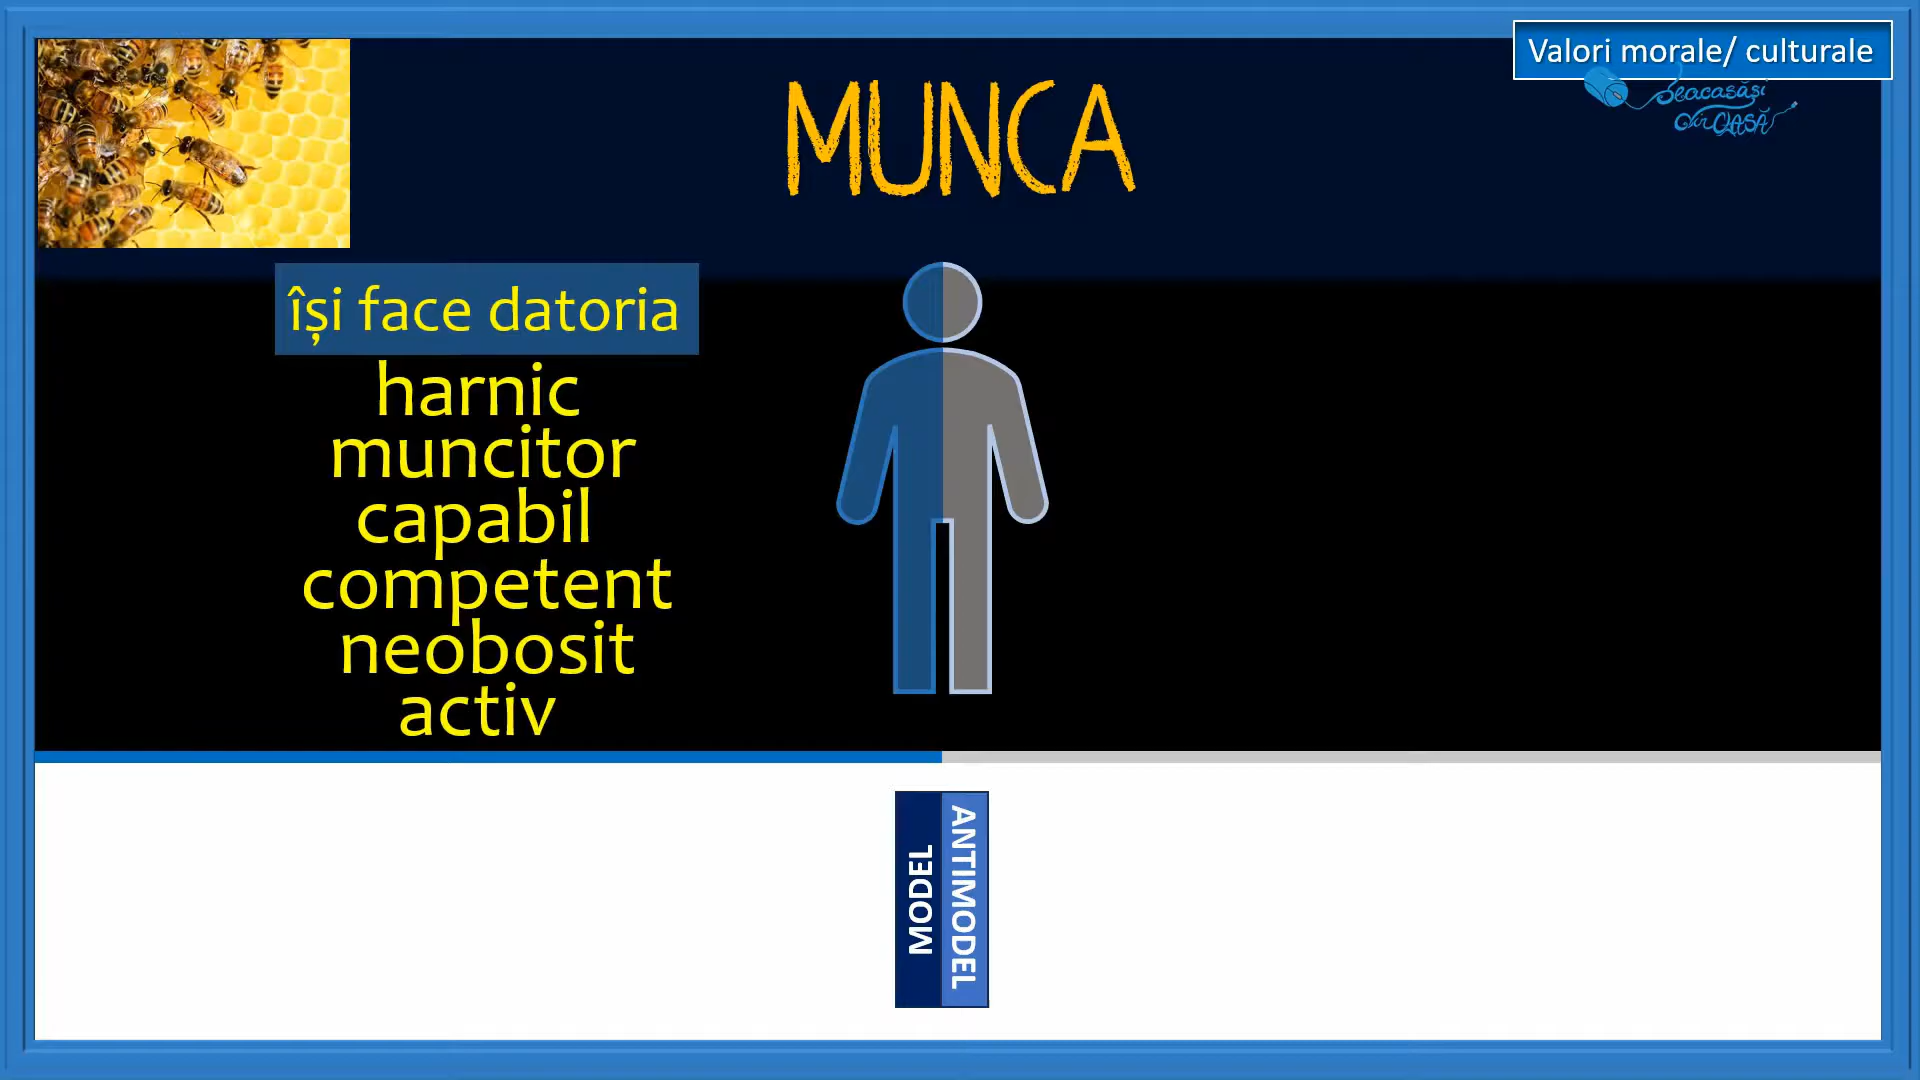 Valori morale/ culturale
MUNCA
își face datoria
harnic
muncitor
capabil
competent
neobosit
activ
MODEL
ANTIMODEL